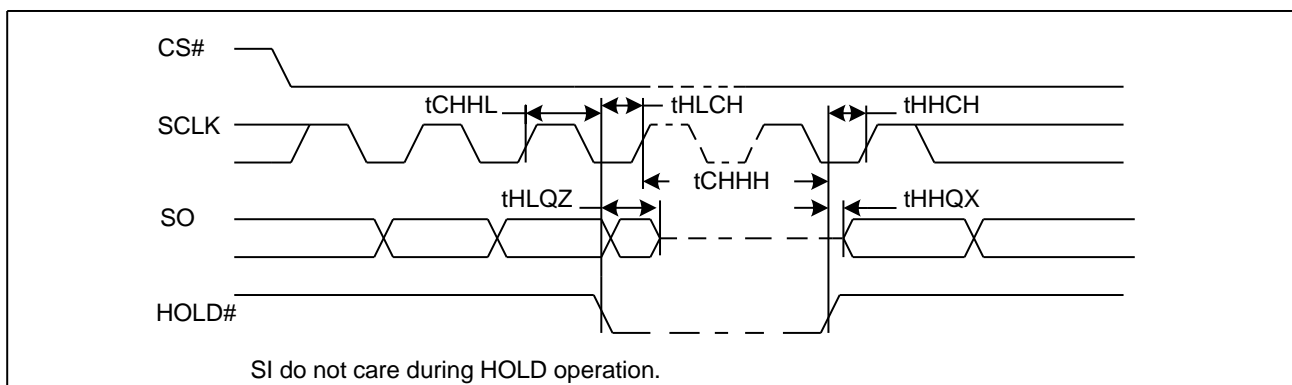 CS#
tCHHL
tHLCH
tHHCH
SCLK
tCHHH
tHLQZ
tHHQX
SO
HOLD#
SI do not care during HOLD operation.